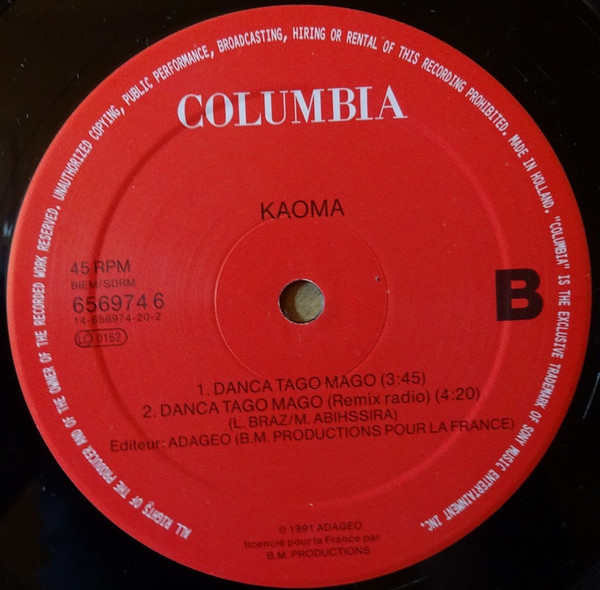 ALL RIGHTS OF THE PRODUCER AND OF THE OWNER OF THE RECORDED WORK RESERVED. UNAUTHORIZED COPYING, PUBLIC PERFORMANCE, BROADCASTING, HIRING OR RENTAL OF THIS RECORDING PROHIBITED. MADE IN HOLLAND. "COLUMBIA" IS THE EXCLUSIVE TRADEMARK OF SONY MUSIC ENTERTAINMENT INC.
COLUMBIA
KAOMA
45 RPM
BIEM/SDRM
656974 6
14-656974-20-2
LC 0162
B
1. DANCA TAGO MAGO (3:45)
2. DANCA TAGO MAGO (Remix radio) (4:20)
(L. BRAZ/M. ABIHSSIRA)
Editeur: ADAGEO (B.M. PRODUCTIONS POUR LA FRANCE)
℗ 1991 ADAGEO
licencié pour la France par
B.M. PRODUCTIONS